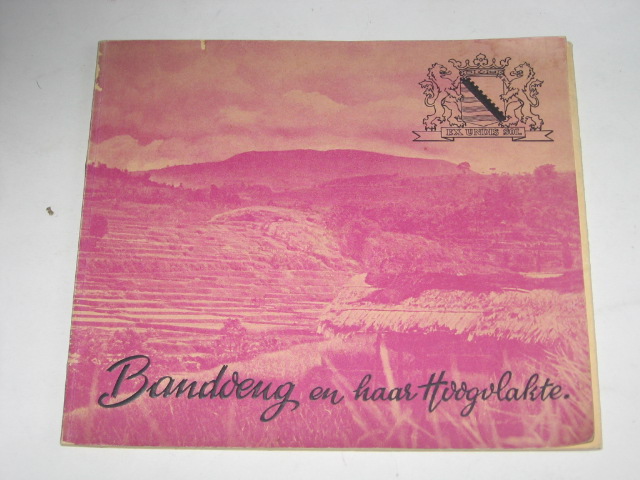 EX UNDIS SOL
Bandoeng en haar Hoogvlakte.